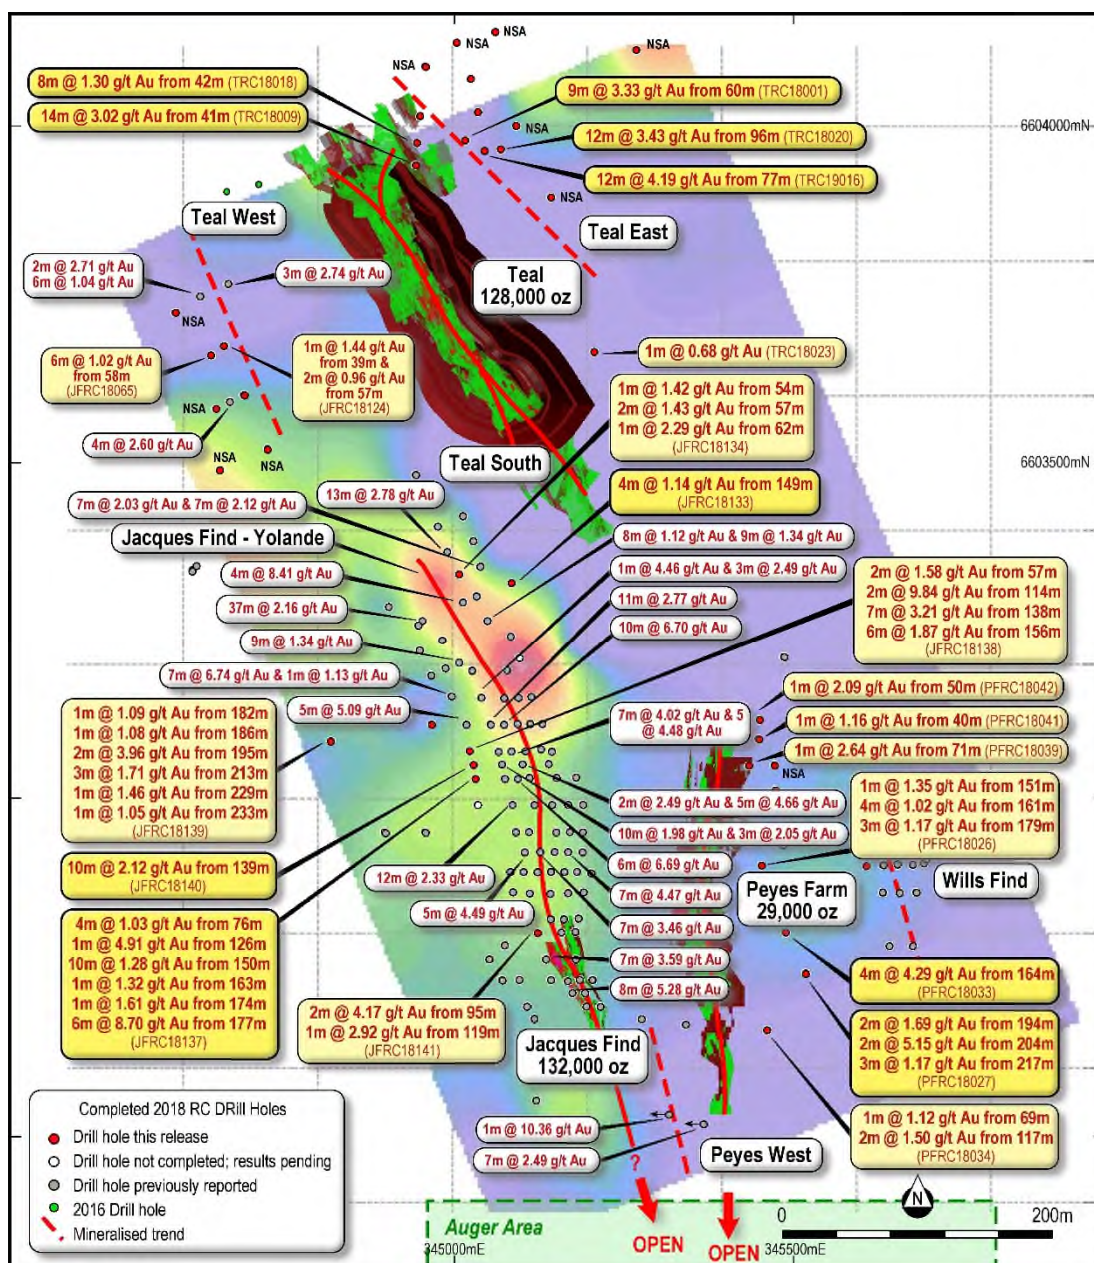 NSA
NSA
NSA
NSA
8m @ 1.30 g/t Au from 42m (TRC18018)
14m @ 3.02 g/t Au from 41m (TRC18009)
9m @ 3.33 g/t Au from 60m (TRC18001)
NSA
12m @ 3.43 g/t Au from 96m (TRC18020)
12m @ 4.19 g/t Au from 77m (TRC19016)
6604000mN
NSA
Teal West
Teal East
2m @ 2.71 g/t Au
6m @ 1.04 g/t Au
3m @ 2.74 g/t Au
Teal
128,000 oz
NSA
6m @ 1.02 g/t Au
from 58m
(JFRC18065)
1m @ 1.44 g/t Au
from 39m &
2m @ 0.96 g/t Au
from 57m
(JFRC18124)
1m @ 0.68 g/t Au (TRC18023)
1m @ 1.42 g/t Au from 54m
2m @ 1.43 g/t Au from 57m
1m @ 2.29 g/t Au from 62m
(JFRC18134)
NSA
4m @ 2.60 g/t Au
NSA
NSA
Teal South
6603500mN
4m @ 1.14 g/t Au from 149m
(JFRC18133)
13m @ 2.78 g/t Au
7m @ 2.03 g/t Au & 7m @ 2.12 g/t Au
Jacques Find - Yolande
8m @ 1.12 g/t Au & 9m @ 1.34 g/t Au
4m @ 8.41 g/t Au
1m @ 4.46 g/t Au & 3m @ 2.49 g/t Au
37m @ 2.16 g/t Au
11m @ 2.77 g/t Au
9m @ 1.34 g/t Au
10m @ 6.70 g/t Au
2m @ 1.58 g/t Au from 57m
2m @ 9.84 g/t Au from 114m
7m @ 3.21 g/t Au from 138m
6m @ 1.87 g/t Au from 156m
(JFRC18138)
7m @ 6.74 g/t Au & 1m @ 1.13 g/t Au
5m @ 5.09 g/t Au
1m @ 2.09 g/t Au from 50m (PFRC18042)
1m @ 1.16 g/t Au from 40m (PFRC18041)
1m @ 2.64 g/t Au from 71m (PFRC18039)
NSA
7m @ 4.02 g/t Au & 5
@ 4.48 g/t Au
1m @ 1.09 g/t Au from 182m
1m @ 1.08 g/t Au from 186m
2m @ 3.96 g/t Au from 195m
3m @ 1.71 g/t Au from 213m
1m @ 1.46 g/t Au from 229m
1m @ 1.05 g/t Au from 233m
(JFRC18139)
2m @ 2.49 g/t Au & 5m @ 4.66 g/t Au
10m @ 1.98 g/t Au & 3m @ 2.05 g/t Au
1m @ 1.35 g/t Au from 151m
4m @ 1.02 g/t Au from 161m
3m @ 1.17 g/t Au from 179m
(PFRC18026)
10m @ 2.12 g/t Au from 139m
(JFRC18140)
12m @ 2.33 g/t Au
6m @ 6.69 g/t Au
7m @ 4.47 g/t Au
Peyes Farm
29,000 oz
Wills Find
5m @ 4.49 g/t Au
7m @ 3.46 g/t Au
7m @ 3.59 g/t Au
8m @ 5.28 g/t Au
4m @ 1.03 g/t Au from 76m
1m @ 4.91 g/t Au from 126m
10m @ 1.28 g/t Au from 150m
1m @ 1.32 g/t Au from 163m
1m @ 1.61 g/t Au from 174m
6m @ 8.70 g/t Au from 177m
(JFRC18137)
4m @ 4.29 g/t Au from 164m
(PFRC18033)
2m @ 4.17 g/t Au from 95m
1m @ 2.92 g/t Au from 119m
(JFRC18141)
Jacques Find
132,000 oz
2m @ 1.69 g/t Au from 194m
2m @ 5.15 g/t Au from 204m
3m @ 1.17 g/t Au from 217m
(PFRC18027)
1m @ 1.12 g/t Au from 69m
2m @ 1.50 g/t Au from 117m
(PFRC18034)
1m @ 10.36 g/t Au
7m @ 2.49 g/t Au
?
Peyes West
Completed 2018 RC DRill Holes
Drill hole this release
Drill hole not completed; results pending
Drill hole previously reported
2016 Drill hole
Mineralised trend
N
0
200m
Auger Area
OPEN
OPEN
345000mE
345500mE